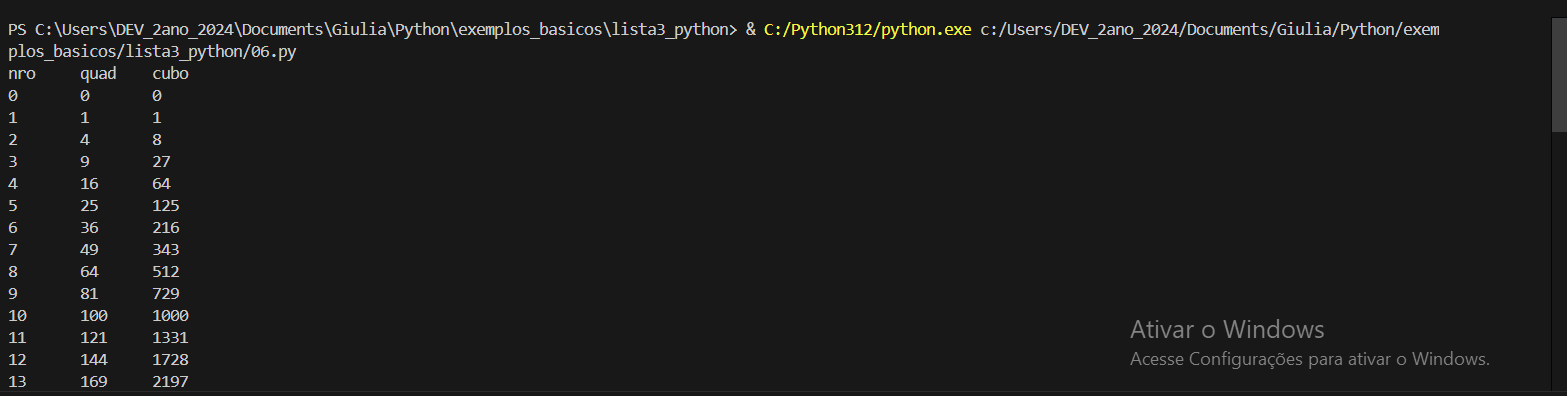 PS C:\Users\DEV_2ano_2024\Documents\Giulia\Python\exemplos_basicos\lista3_python> & C:/Python312/python.exe c:/Users/DEV_2ano_2024/Documents/Giulia/Python/exem
plos_basicos/lista3_python/06.py
nro     quad    cubo
0       0       0
1       1       1
2       4       8
3       9       27
4       16      64
5       25      125
6       36      216
7       49      343
8       64      512
9       81      729
10      100     1000
11      121     1331
12      144     1728
13      169     2197
Ativar o Windows
Acesse Configurações para ativar o Windows.